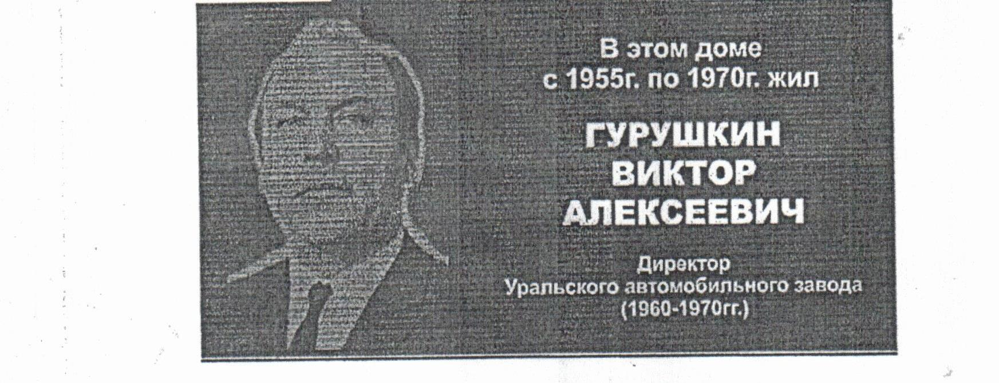 В этом доме
с 1955г. по 1970г. жил
ГУРУШКИН
ВИКТОР
АЛЕКСЕЕВИЧ
Директор
Уральского автомобильного завода
(1960-1970гг.)